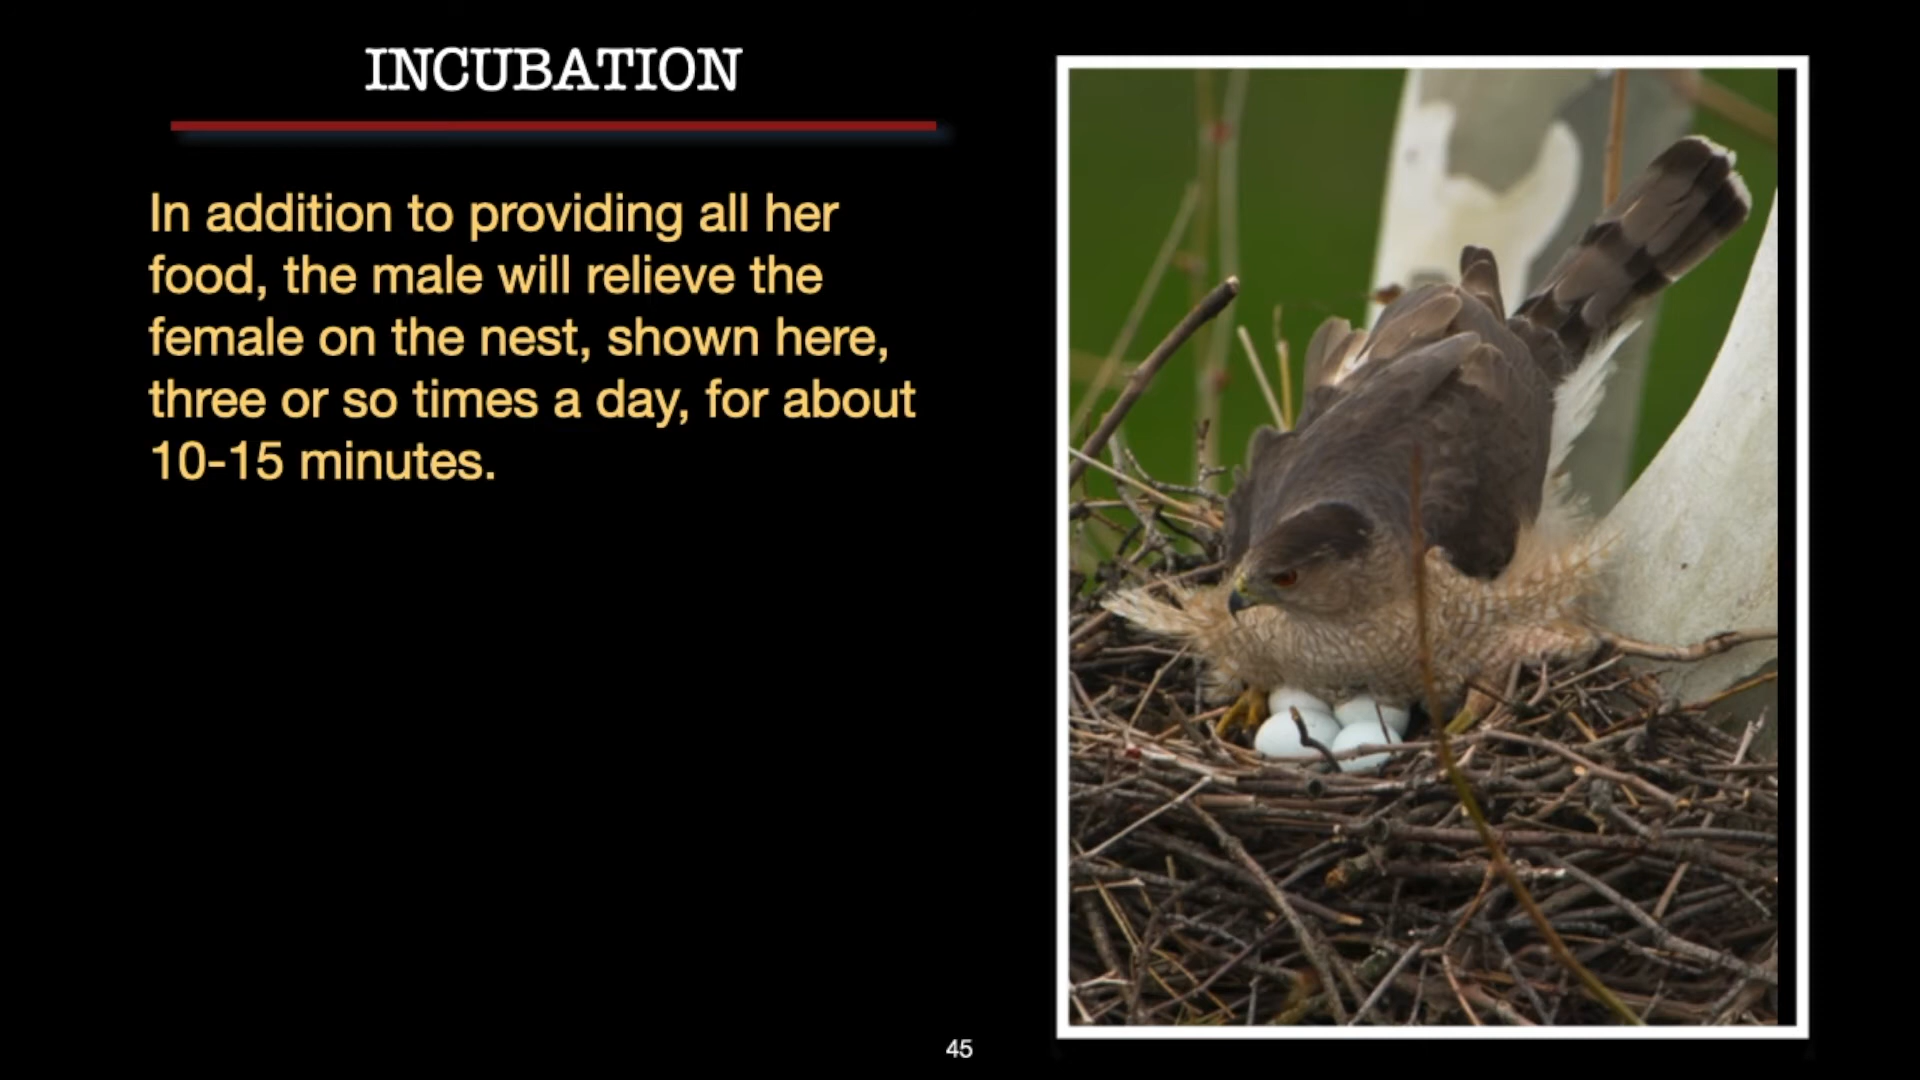 INCUBATION
In addition to providing all her
food, the male will relieve the
female on the nest, shown here,
three or so times a day, for about
10-15 minutes.
45